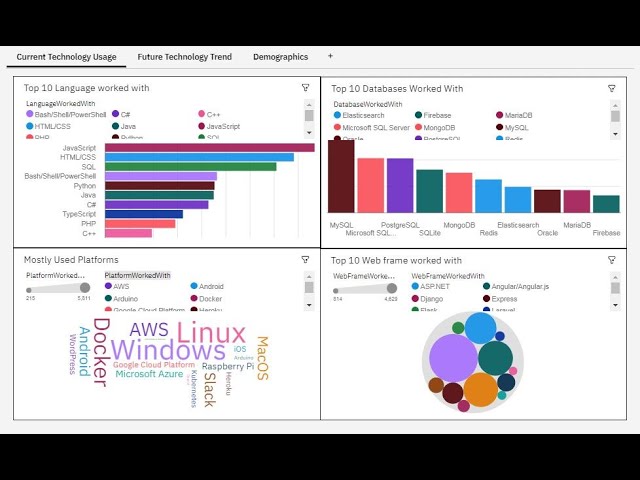 Current Technology Usage Future Technology Trend Demographics +
Top 10 Language worked with
LanguageWorkedWith
Bash/Shell/PowerShell C# C++
HTML/CSS Java JavaScript
PHP Python SQL
JavaScript
HTML/CSS
SQL
Bash/Shell/PowerShell
Python
Java
C#
TypeScript
PHP
C++
Top 10 Databases Worked With
DatabaseWorkedWith
Elasticsearch Firebase MariaDB
Microsoft SQL Server MongoDB MySQL
Oracle PostgreSQL Redis
MySQL PostgreSQL MongoDB Elasticsearch MariaDB
Microsoft SQL... SQLite Redis Oracle Firebase
Mostly Used Platforms
PlatformWorked... PlatformWorkedWith
215 5,511
AWS Android
Arduino Docker
Google Cloud Platform Heroku
Docker
AWS
Linux
Android
WordPress
Windows
iOS
Arduino
MacOS
Google Cloud Platform
Raspberry Pi
Microsoft Azure
Kubernetes
Slack
Heroku
Top 10 Web frame worked with
WebFrameWorke... WebFrameWorkedWith
ASP.NET Angular/Angular.js
Django Express
Flask Laravel